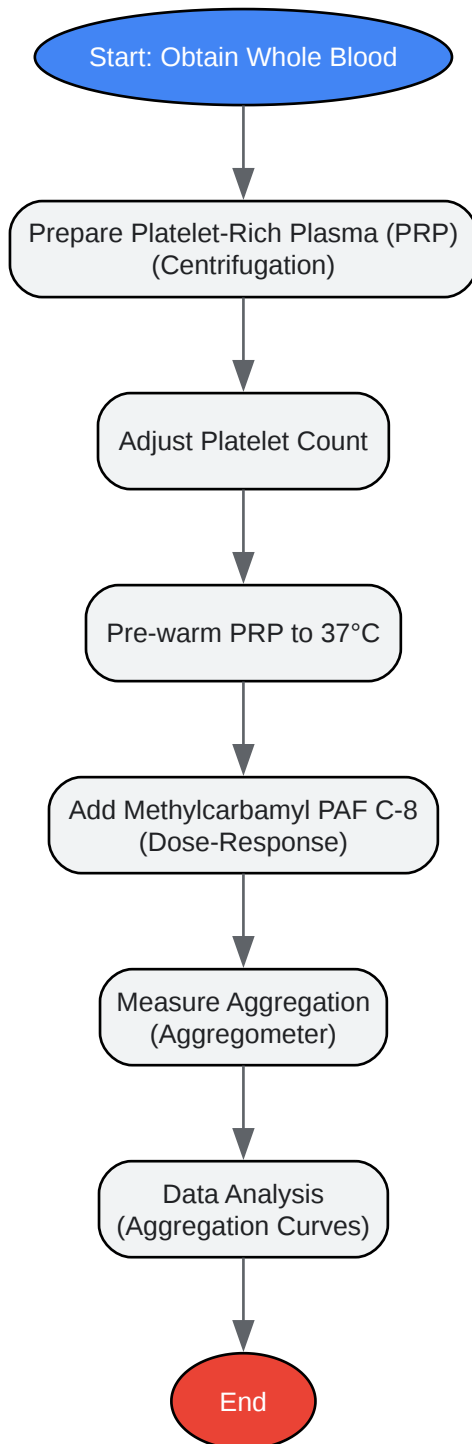 Start: Obtain Whole Blood
Prepare Platelet-Rich Plasma (PRP)
(Centrifugation)
Adjust Platelet Count
Pre-warm PRP to 37°C
Add Methylcarbamyl PAF C-8
(Dose-Response)
Measure Aggregation
(Aggregometer)
Data Analysis
(Aggregation Curves)
End